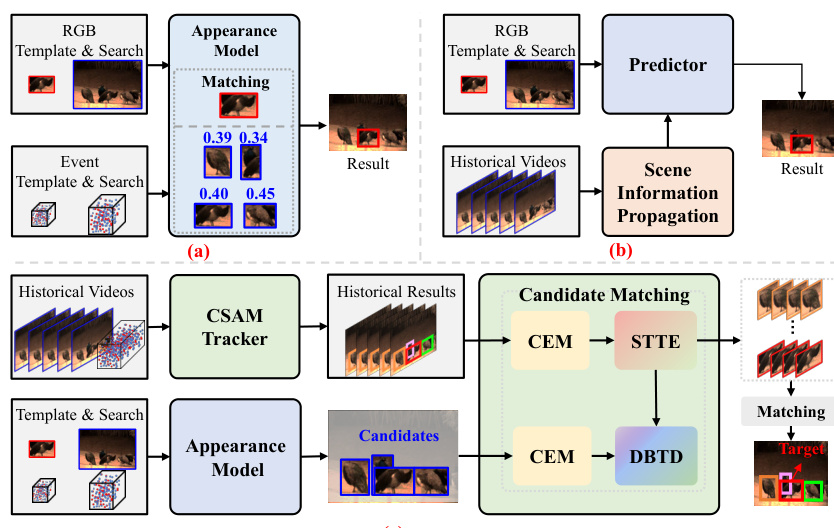 RGB
Template & Search
Event
Template & Search
Appearance
Model
Matching
0.39 0.34
0.40 0.45
Result
(a)
RGB
Template & Search
Historical Videos
Predictor
Scene
Information
Propagation
Result
(b)
Historical Videos
CSAM
Tracker
Historical Results
Template & Search
Appearance
Model
Candidates
Candidate Matching
CEM
STTE
CEM
DBTD
Matching
Target